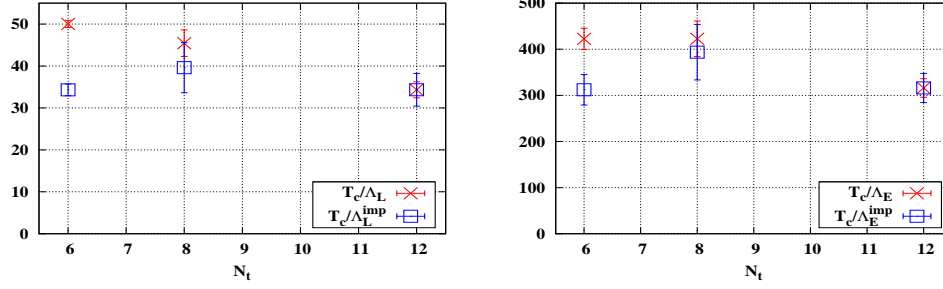 50
40
30
20
10
0
T_c/Λ_L
T_c/Λ_L^imp
6 7 8 9 10 11 12
N_t
500
400
300
200
100
0
T_c/Λ_E
T_c/Λ_E^imp
6 7 8 9 10 11 12
N_t